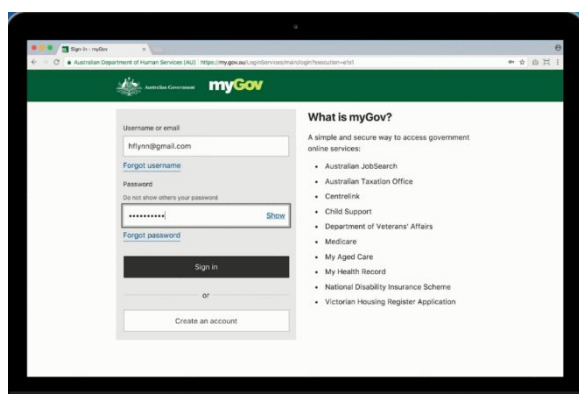 Sign-in - myGov
Australian Department of Human Services (AU) https://my.gov.au/LoginServices/main/login?execution=e1s1
Australian Government myGov
Username or email
hflynn@gmail.com
Forgot username
Password
Do not show others your password
Show
Forgot password
Sign in
or
Create an account
What is myGov?
A simple and secure way to access government
online services:
• Australian JobSearch
• Australian Taxation Office
• Centrelink
• Child Support
• Department of Veterans' Affairs
• Medicare
• My Aged Care
• My Health Record
• National Disability Insurance Scheme
• Victorian Housing Register Application